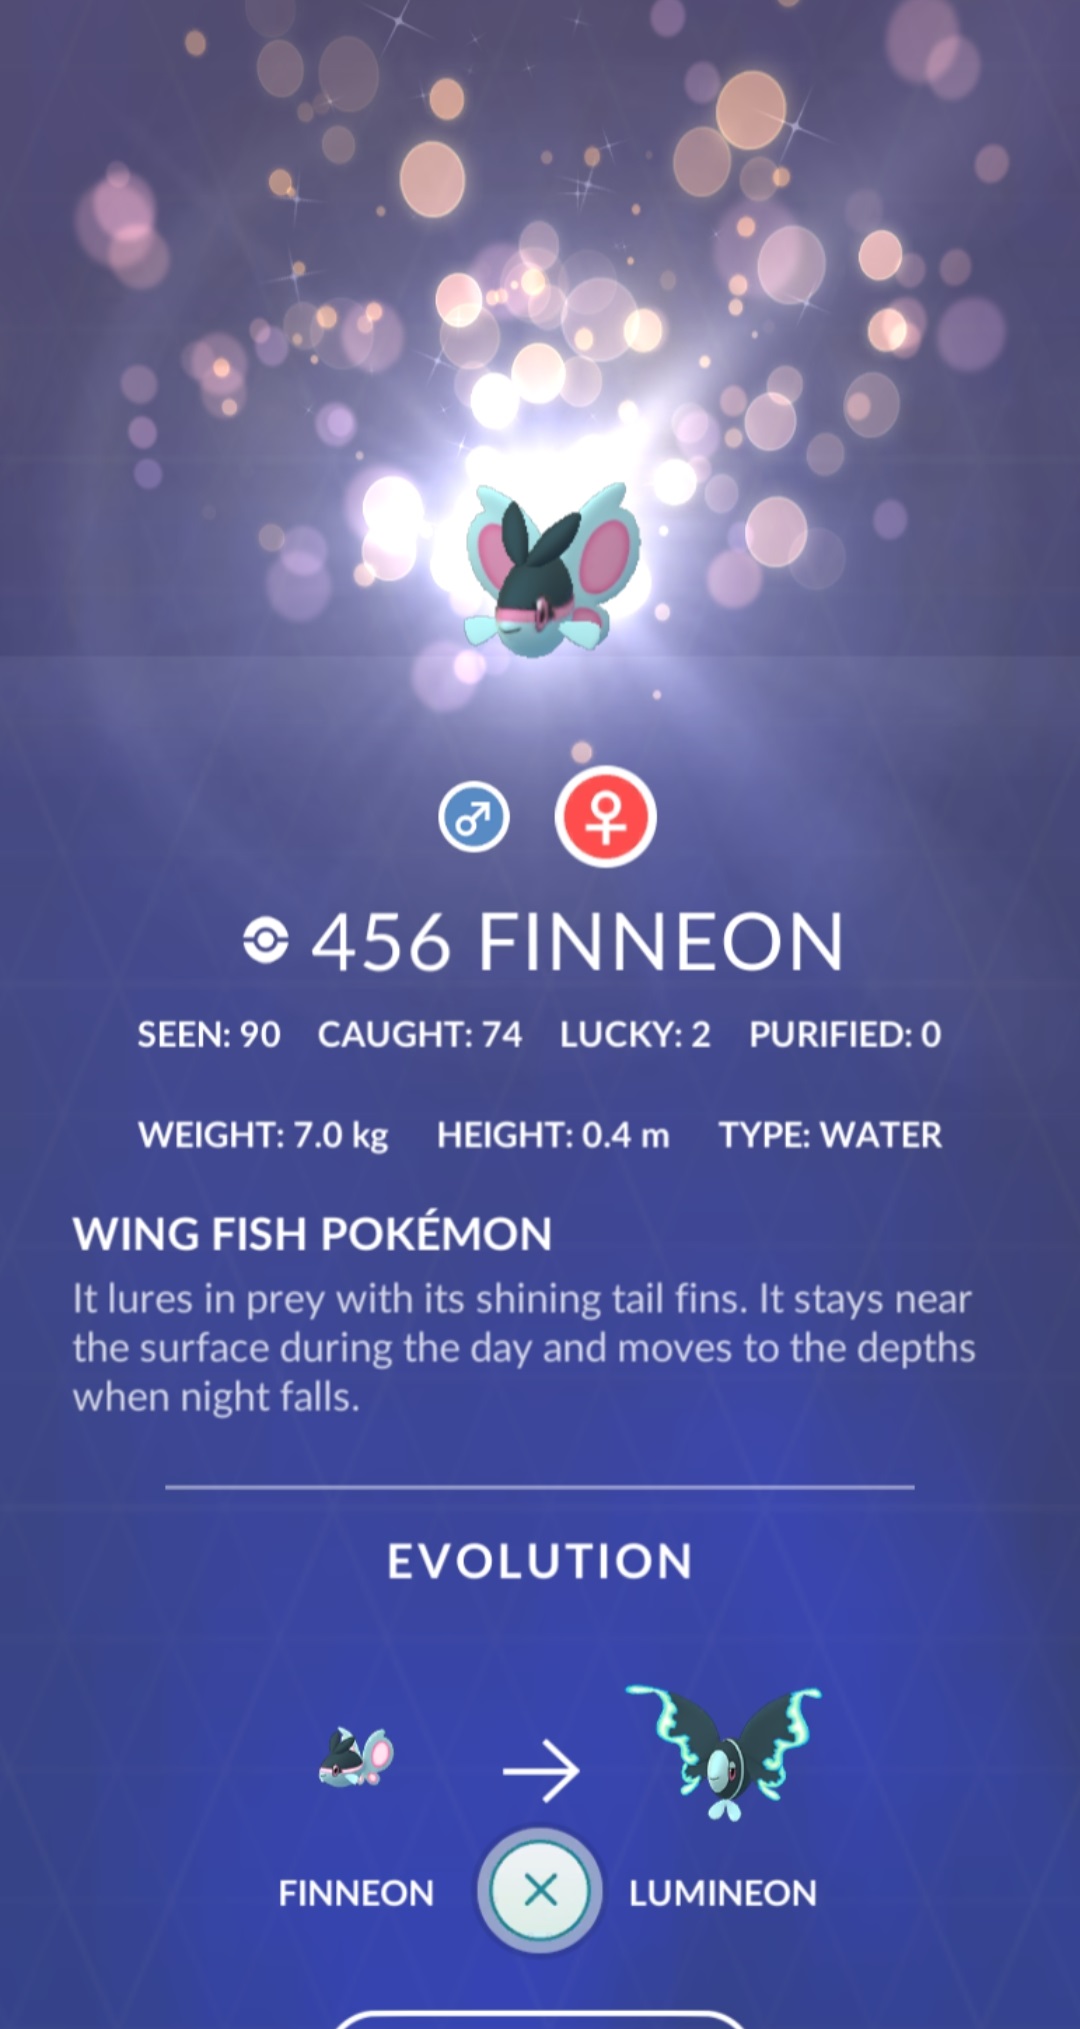 456 FINNEON
SEEN: 90 CAUGHT: 74 LUCKY: 2 PURIFIED: 0
WEIGHT: 7.0 kg HEIGHT: 0.4 m TYPE: WATER
WING FISH POKÉMON
It lures in prey with its shining tail fins. It stays near
the surface during the day and moves to the depths
when night falls.
EVOLUTION
FINNEON LUMINEON